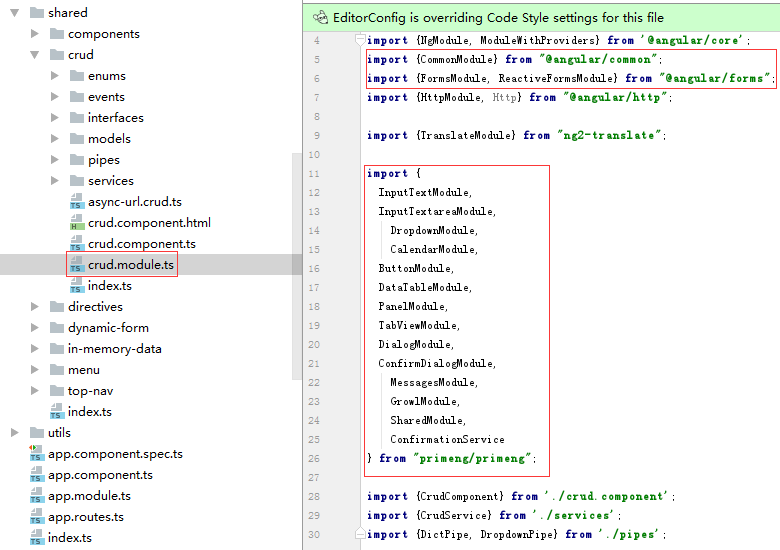 shared
components
crud
enums
events
interfaces
models
pipes
services
async-url.crud.ts
crud.component.html
crud.component.ts
crud.module.ts
index.ts
directives
dynamic-form
in-memory-data
menu
top-nav
index.ts
utils
app.component.spec.ts
app.component.ts
app.module.ts
app.routes.ts
index.ts
EditorConfig is overriding Code Style settings for this file
4 import {NgModule, ModuleWithProviders} from '@angular/core';
5 import {CommonModule} from "@angular/common";
6 import {FormsModule, ReactiveFormsModule} from "@angular/forms";
7 import {HttpModule, Http} from "@angular/http";
8
9 import {TranslateModule} from "ng2-translate";
10
11 import {
12 InputTextModule,
13 InputTextareaModule,
14 DropdownModule,
15 CalendarModule,
16 ButtonModule,
17 DataTableModule,
18 PanelModule,
19 TabViewModule,
20 DialogModule,
21 ConfirmDialogModule,
22 MessagesModule,
23 GrowlModule,
24 SharedModule,
25 ConfirmationService
26 } from "primeng/primeng";
27
28 import {CrudComponent} from './crud.component';
29 import {CrudService} from './services';
30 import {DictPipe, DropdownPipe} from './pipes';